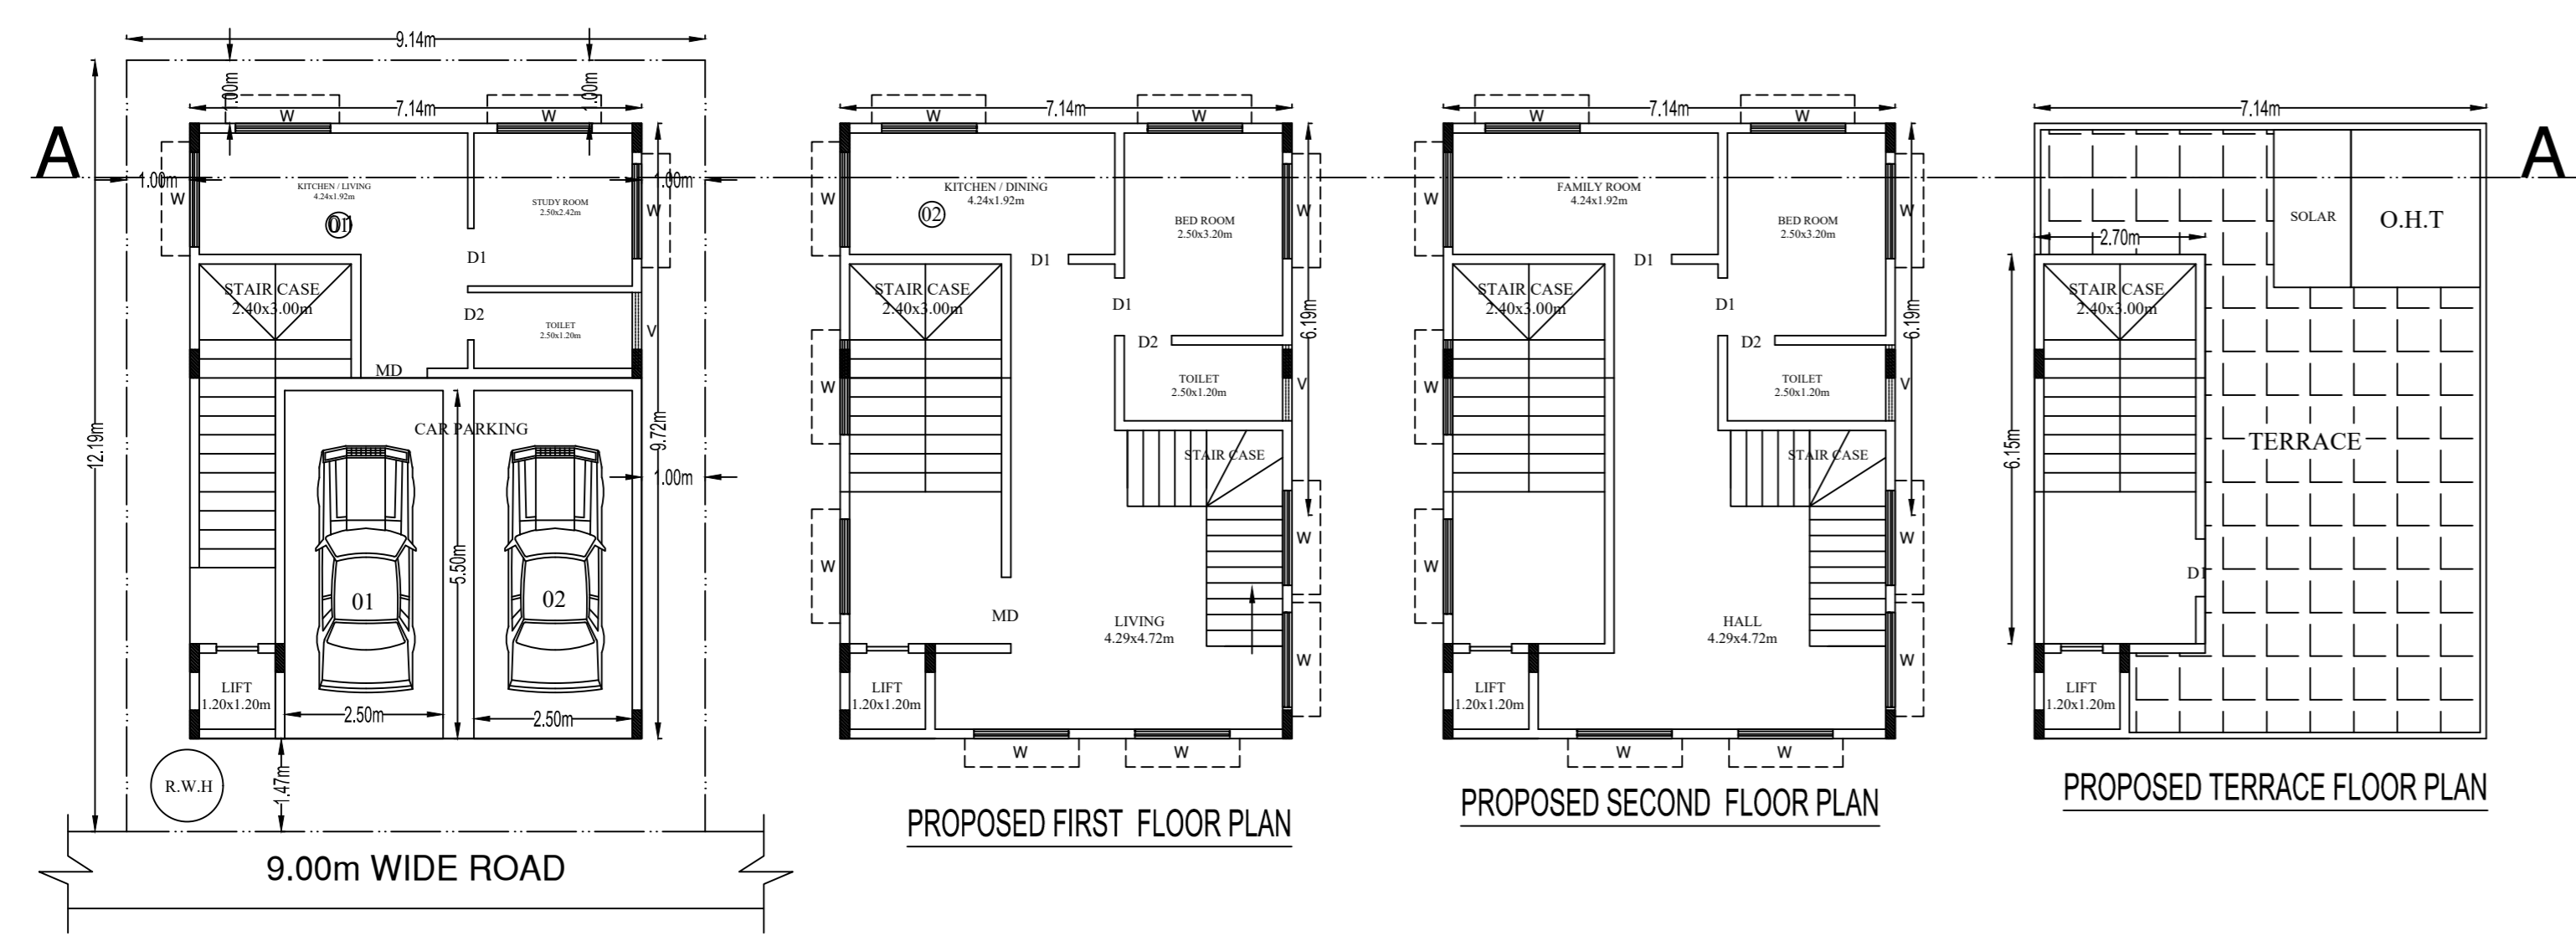 9.14m
1.00m
1.00m
7.14m
W
W
A
1.00m
W
KITCHEN / LIVING
4.24x1.92m
01
STUDY ROOM
2.50x2.42m
1.00m
W
D1
STAIR CASE
2.40x3.00m
D2
TOILET
2.50x1.20m
V
MD
CAR PARKING
12.19m
9.72m
1.00m
5.50m
01
02
LIFT
1.20x1.20m
2.50m
2.50m
R.W.H
1.47m
9.00m WIDE ROAD
7.14m
W
W
W
KITCHEN / DINING
4.24x1.92m
02
BED ROOM
2.50x3.20m
W
D1
STAIR CASE
2.40x3.00m
D1
6.19m
D2
W
TOILET
2.50x1.20m
V
STAIR CASE
W
W
MD
LIVING
4.29x4.72m
W
LIFT
1.20x1.20m
W
W
PROPOSED FIRST FLOOR PLAN
7.14m
W
W
W
FAMILY ROOM
4.24x1.92m
BED ROOM
2.50x3.20m
W
D1
STAIR CASE
2.40x3.00m
D1
6.19m
D2
W
TOILET
2.50x1.20m
V
STAIR CASE
W
W
HALL
4.29x4.72m
W
LIFT
1.20x1.20m
W
W
PROPOSED SECOND FLOOR PLAN
7.14m
A
SOLAR
O.H.T
2.70m
STAIR CASE
2.40x3.00m
TERRACE
6.15m
D1
LIFT
1.20x1.20m
PROPOSED TERRACE FLOOR PLAN